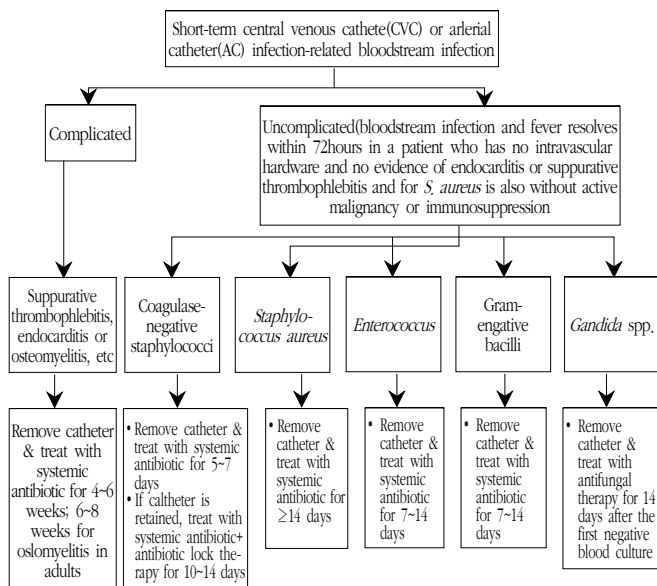 Short-term central venous cathete(CVC) or arlerial
catheter(AC) infection-related bloodstream infection
Complicated
Uncomplicated(bloodstream infection and fever resolves
within 72hours in a patient who has no intravascular
hardware and no evidence of endocarditis or suppurative
thrombophlebitis and for S. aureus is also without active
malignancy or immunosuppression
Suppurative
thrombophlebitis,
endocarditis or
osteomyelitis, etc
Coagulase-
negative
staphylococci
Staphylo-
coccus aureus
Enterococcus
Gram-
engative
bacilli
Gandida spp.
Remove catheter
& treat with
systemic
antibiotic for 4~6
weeks; 6~8
weeks for
oslomyelitis in
adults
• Remove catheter &
treat with systemic
antibiotic for 5~7
days
• If caltheter is
retained, treat with
systemic antibiotic+
antibiotic lock the-
rapy for 10~14 days
• Remove
catheter &
treat with
systemic
antibiotic for
≥14 days
• Remove
catheter &
treat with
systemic
antibiotic
for 7~14
days
• Remove
catheter &
treat with
systemic
antibiotic
for 7~14
days
• Remove
catheter &
treat with
antifungal
therapy for 14
days after the
first negative
blood culture